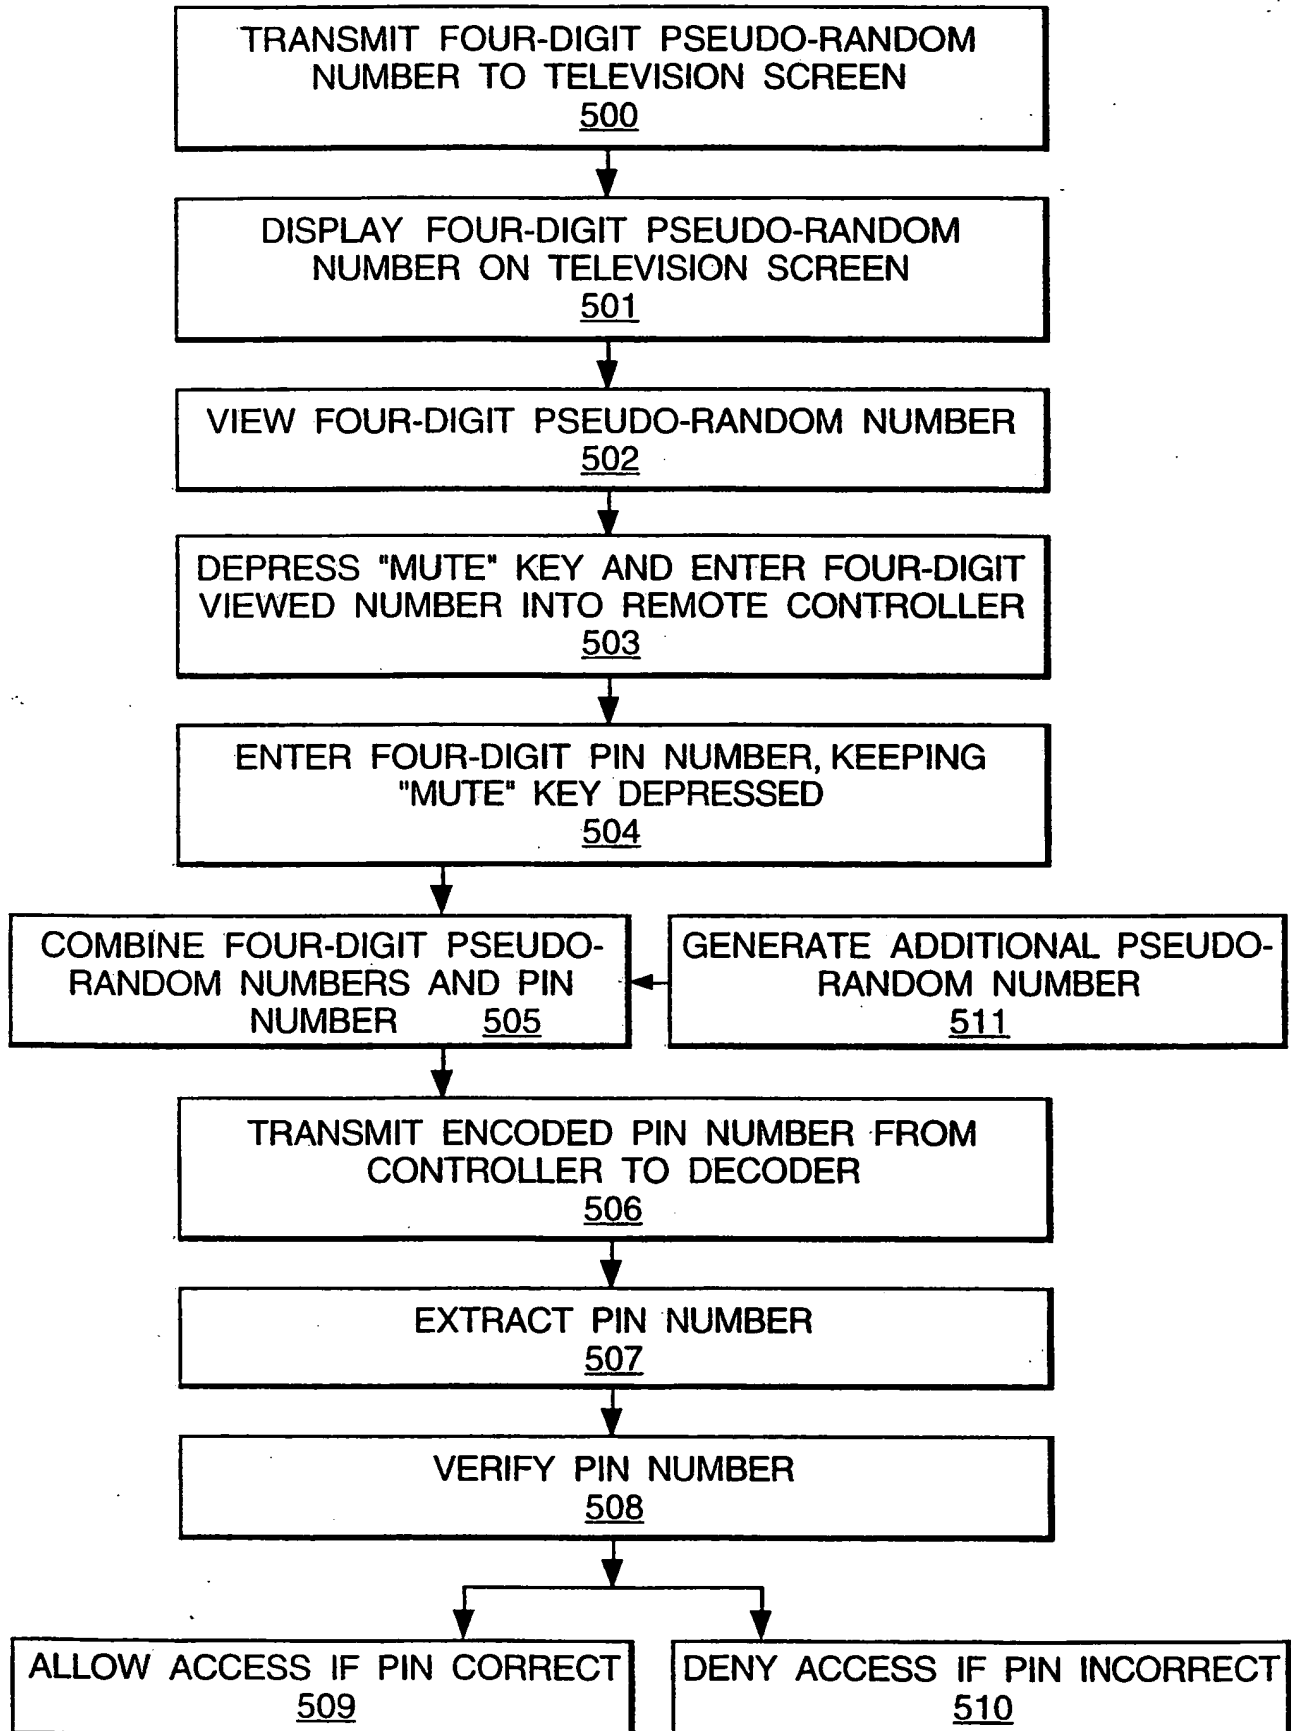 TRANSMIT FOUR-DIGIT PSEUDO-RANDOM
NUMBER TO TELEVISION SCREEN
500
DISPLAY FOUR-DIGIT PSEUDO-RANDOM
NUMBER ON TELEVISION SCREEN
501
VIEW FOUR-DIGIT PSEUDO-RANDOM NUMBER
502
DEPRESS "MUTE" KEY AND ENTER FOUR-DIGIT
VIEWED NUMBER INTO REMOTE CONTROLLER
503
ENTER FOUR-DIGIT PIN NUMBER, KEEPING
"MUTE" KEY DEPRESSED
504
COMBINE FOUR-DIGIT PSEUDO-
RANDOM NUMBERS AND PIN
NUMBER 505
GENERATE ADDITIONAL PSEUDO-
RANDOM NUMBER
511
TRANSMIT ENCODED PIN NUMBER FROM
CONTROLLER TO DECODER
506
EXTRACT PIN NUMBER
507
VERIFY PIN NUMBER
508
ALLOW ACCESS IF PIN CORRECT
509
DENY ACCESS IF PIN INCORRECT
510